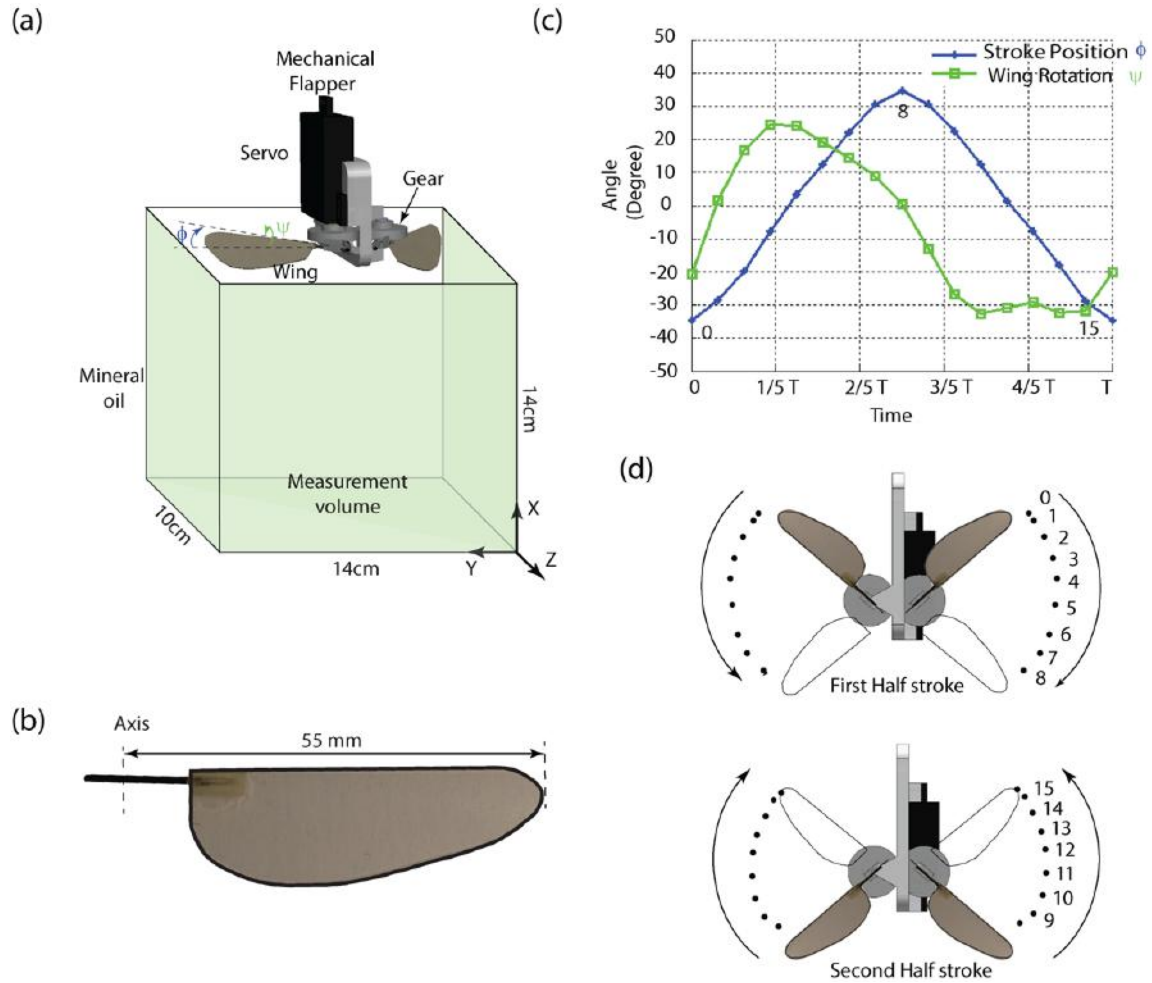 (a)
Mechanical
Flapper
Servo
Gear
ϕ
ψ
Wing
Mineral
oil
14cm
Measurement
volume
X
10cm
Y
Z
14cm
(b)
Axis
55 mm
(c)
50
40
30
20
10
0
-10
-20
-30
-40
-50
Angle
(Degree)
Stroke Position ϕ
Wing Rotation ψ
8
0
15
0 1/5 T 2/5 T 3/5 T 4/5 T T
Time
(d)
0
1
2
3
4
5
6
7
8
First Half stroke
15
14
13
12
11
10
9
Second Half stroke